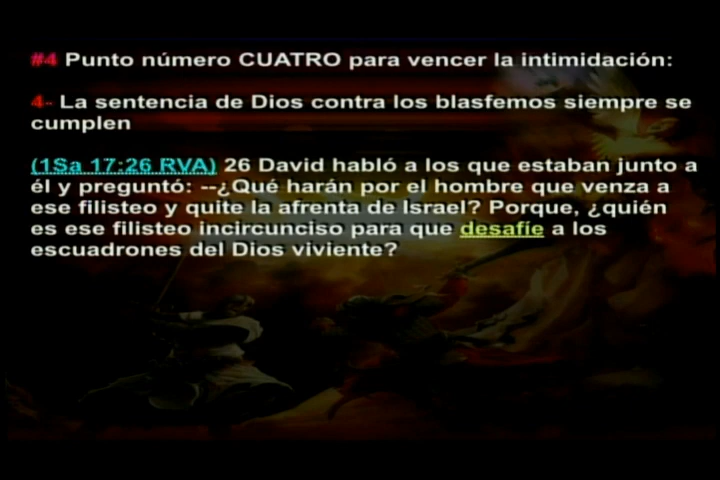 #4 Punto número CUATRO para vencer la intimidación:
4- La sentencia de Dios contra los blasfemos siempre se
cumplen
(1Sa 17:26 RVA) 26 David habló a los que estaban junto a
él y preguntó: --¿Qué harán por el hombre que venza a
ese filisteo y quite la afrenta de Israel? Porque, ¿quién
es ese filisteo incircunciso para que desafíe a los
escuadrones del Dios viviente?